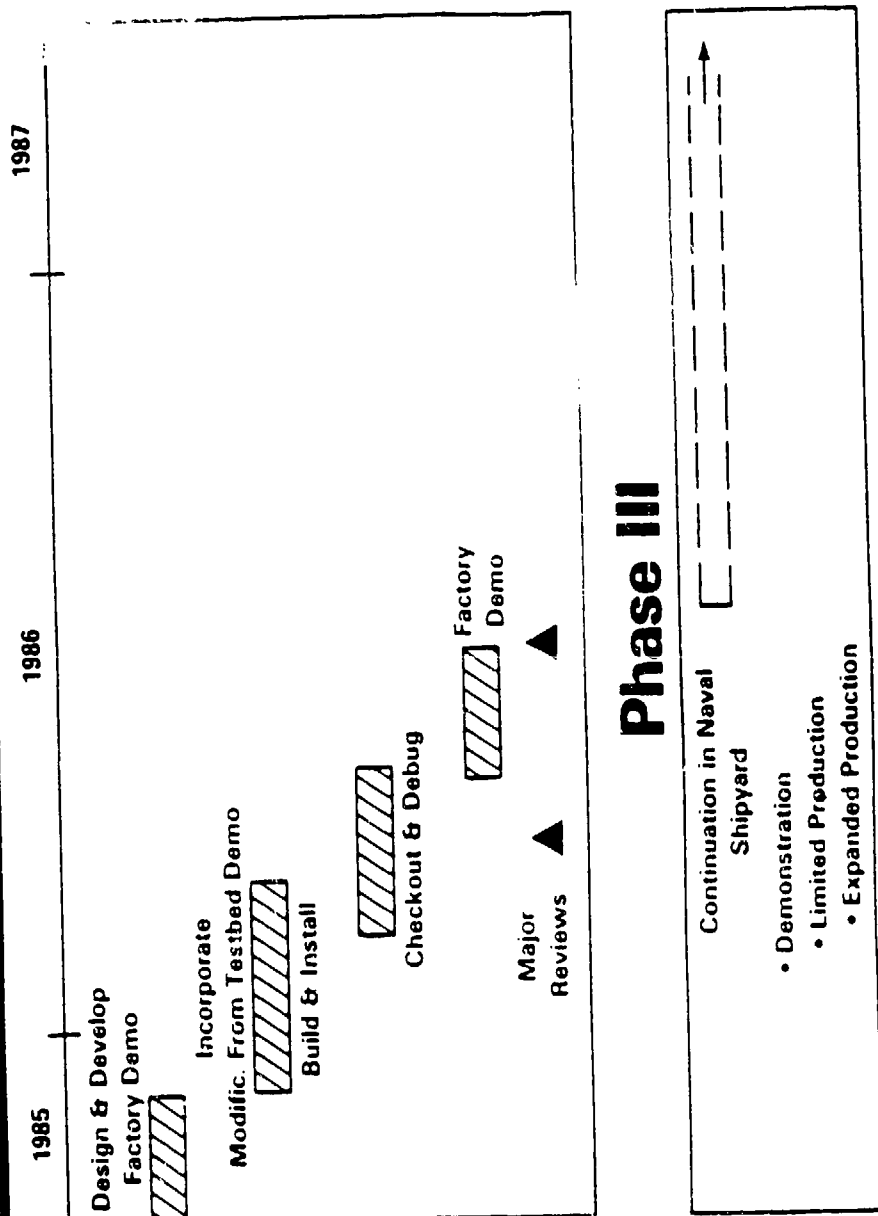 1985
1986
1987
Design & Develop
Factory Demo
Incorporate
Modific. From Testbed Demo
Build & Install
Checkout & Debug
Factory
Demo
Major
Reviews
Phase III
Continuation in Naval
Shipyard
• Demonstration
• Limited Production
• Expanded Production